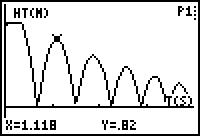 HT(M) P1
T(S)
X=1.118 Y=.82